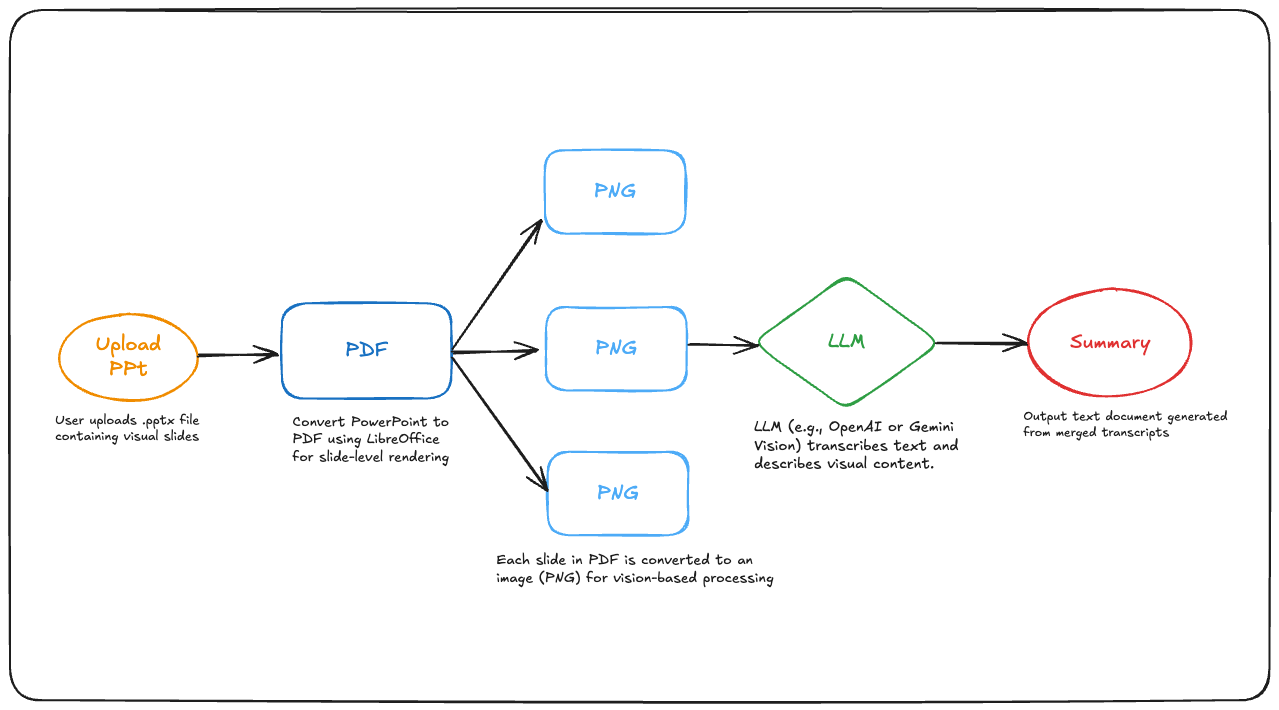 Upload
PPt
User uploads .pptx file
containing visual slides
PDF
Convert PowerPoint to
PDF using LibreOffice
for slide-level rendering
PNG
PNG
PNG
Each slide in PDF is converted to an
image (PNG) for vision-based processing
LLM
LLM (e.g., OpenAI or Gemini
Vision) transcribes text and
describes visual content.
Summary
Output text document generated
from merged transcripts